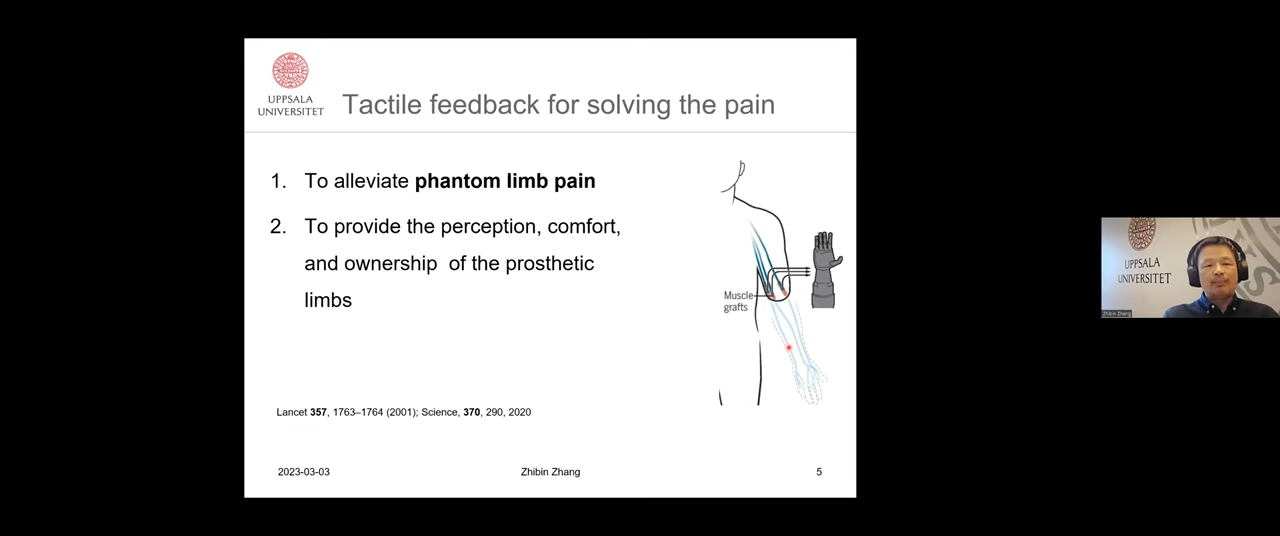 UPPSALA
UNIVERSITET
Tactile feedback for solving the pain
1. To alleviate phantom limb pain
2. To provide the perception, comfort,
and ownership of the prosthetic
limbs
Muscle
grafts
Lancet 357, 1763–1764 (2001); Science, 370, 290, 2020
2023-03-03
Zhibin Zhang
5
UPPSALA
UNIVERSITET
Zhibin Zhang